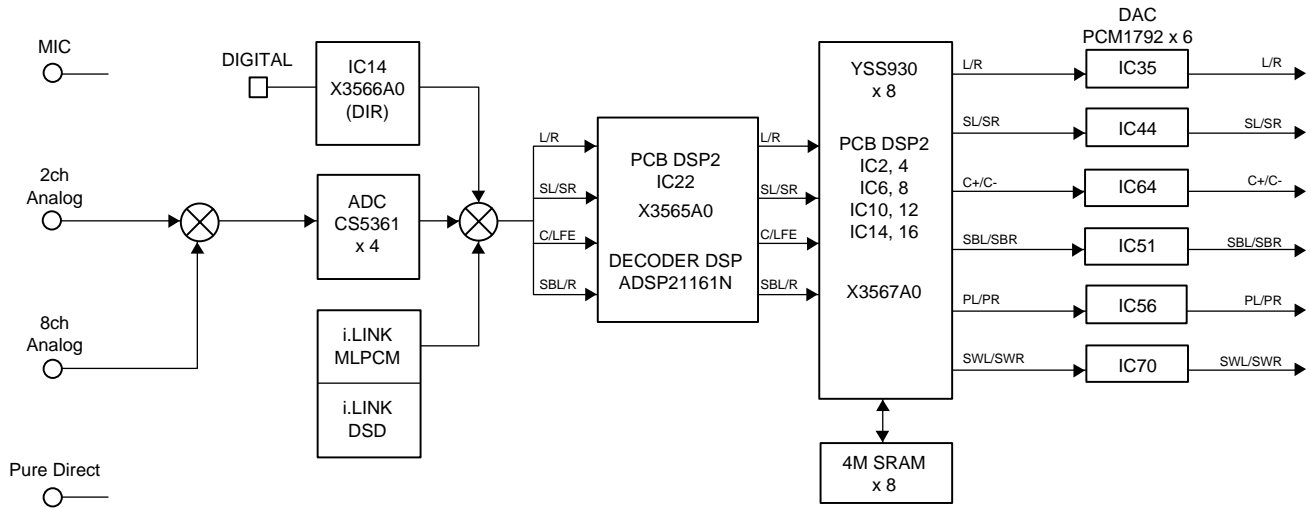 MIC
2ch
Analog
8ch
Analog
Pure Direct
DIGITAL
IC14
X3566A0
(DIR)
ADC
CS5361
x 4
i.LINK
MLPCM
i.LINK
DSD
L/R
SL/SR
C/LFE
SBL/R
PCB DSP2
IC22
X3565A0
DECODER DSP
ADSP21161N
L/R
SL/SR
C/LFE
SBL/R
YSS930
x 8
PCB DSP2
IC2, 4
IC6, 8
IC10, 12
IC14, 16
X3567A0
4M SRAM
x 8
L/R
SL/SR
C+/C-
SBL/SBR
PL/PR
SWL/SWR
DAC
PCM1792 x 6
IC35
IC44
IC64
IC51
IC56
IC70
L/R
SL/SR
C+/C-
SBL/SBR
PL/PR
SWL/SWR